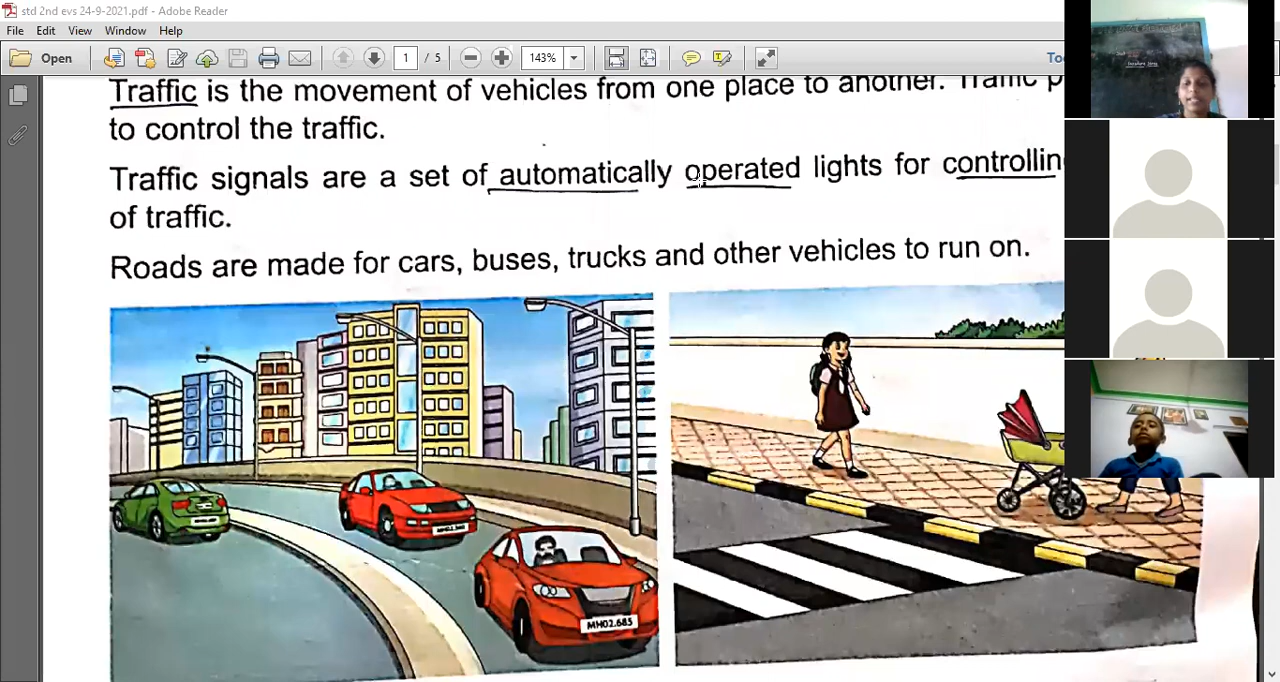 std 2nd evs 24-9-2021.pdf - Adobe Reader
File Edit View Window Help
Open 1 / 5 143%
Traffic is the movement of vehicles from one place to another. Traffic p
to control the traffic.
Traffic signals are a set of automatically operated lights for controllin
of traffic.
Roads are made for cars, buses, trucks and other vehicles to run on.
MH02.685